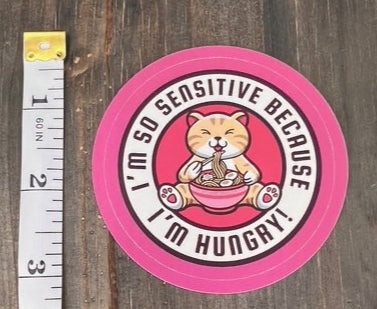 1
60 IN
2
3
I'M SO SENSITIVE BECAUSE
I'M HUNGRY!